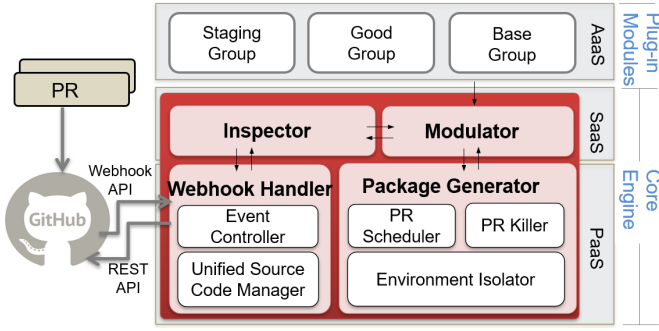 Staging
Group
Good
Group
Base
Group
AaaS
Plug-in
Modules
PR
Inspector
Modulator
SaaS
Webhook
API
GitHub
REST
API
Webhook Handler
Event
Controller
Unified Source
Code Manager
Package Generator
PR
Scheduler
PR Killer
Environment Isolator
PaaS
Core
Engine